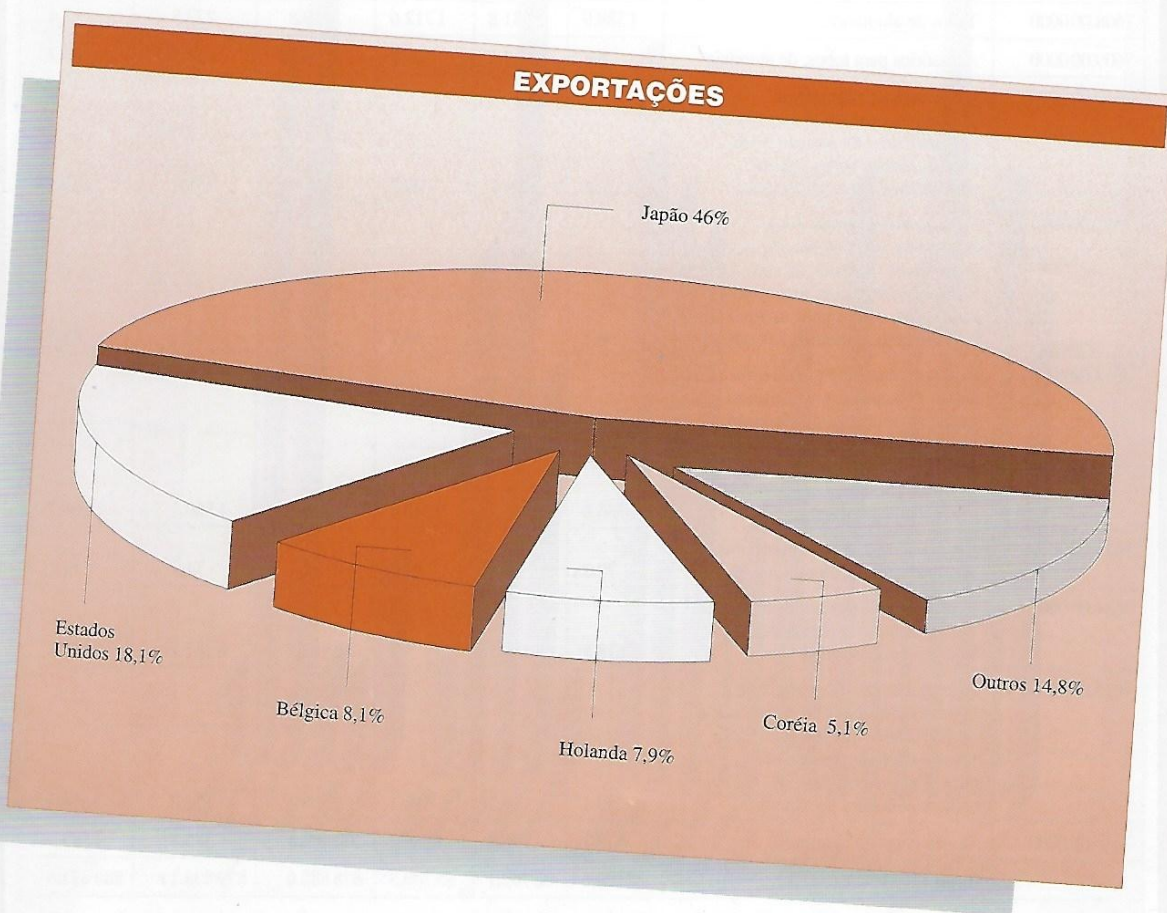 EXPORTAÇÕES
Japão 46%
Estados
Unidos 18,1%
Bélgica 8,1%
Holanda 7,9%
Coréia 5,1%
Outros 14,8%